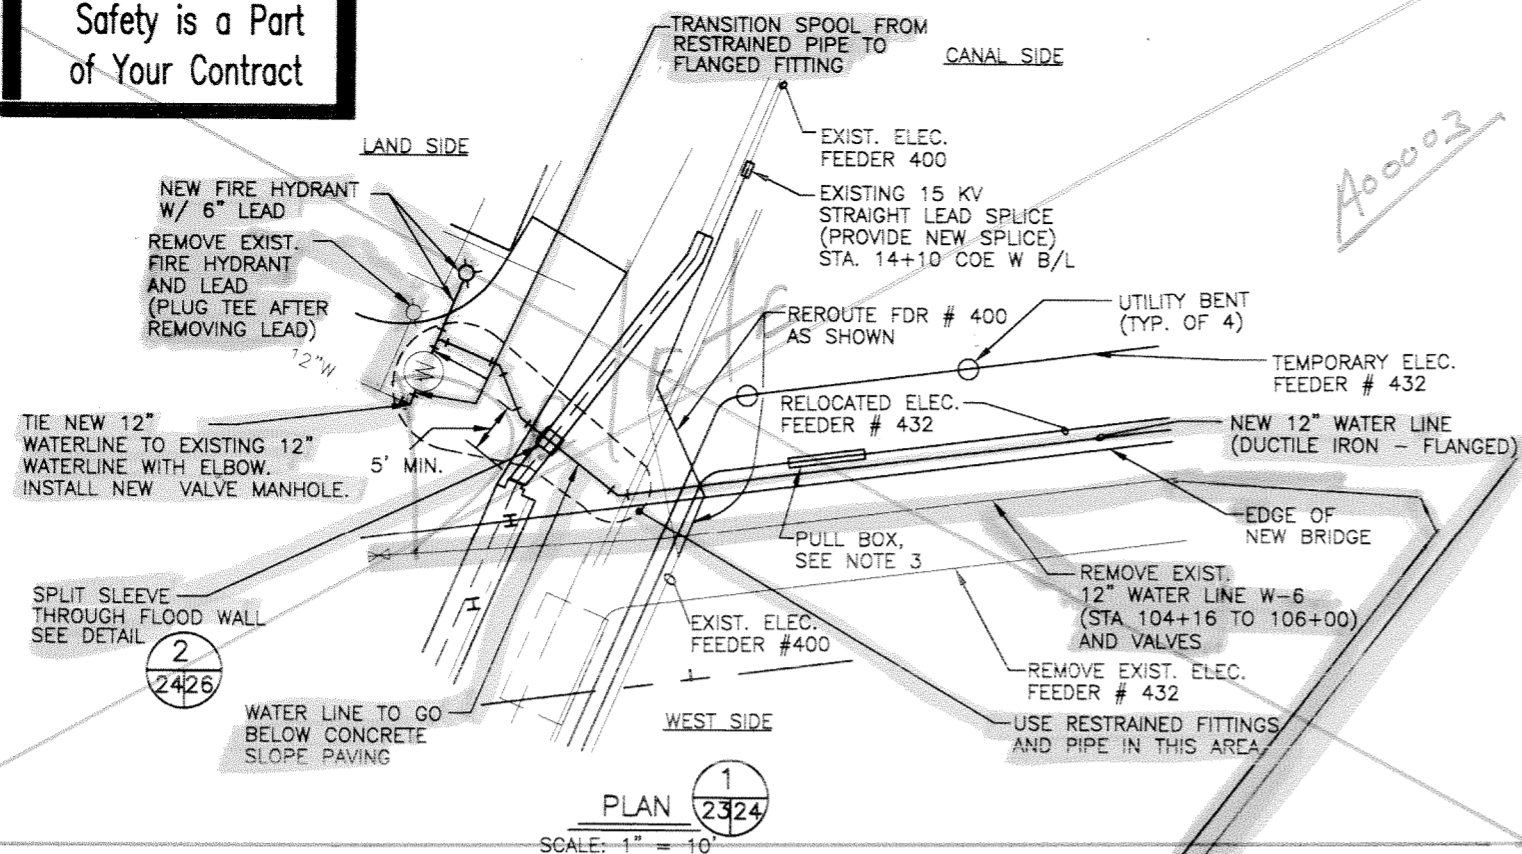 Safety is a Part
of Your Contract
TRANSITION SPOOL FROM
RESTRAINED PIPE TO
FLANGED FITTING
CANAL SIDE
A00003
LAND SIDE
EXIST. ELEC.
FEEDER 400
NEW FIRE HYDRANT
W/ 6" LEAD
EXISTING 15 KV
STRAIGHT LEAD SPLICE
(PROVIDE NEW SPLICE)
STA. 14+10 COE W B/L
REMOVE EXIST.
FIRE HYDRANT
AND LEAD
(PLUG TEE AFTER
REMOVING LEAD)
REROUTE FDR # 400
AS SHOWN
UTILITY BENT
(TYP. OF 4)
12"W
W
TEMPORARY ELEC.
FEEDER # 432
RELOCATED ELEC.
FEEDER # 432
NEW 12" WATER LINE
(DUCTILE IRON - FLANGED)
TIE NEW 12"
WATERLINE TO EXISTING 12"
WATERLINE WITH ELBOW.
INSTALL NEW VALVE MANHOLE.
5' MIN.
EDGE OF
NEW BRIDGE
PULL BOX,
SEE NOTE 3
REMOVE EXIST.
12" WATER LINE W-6
(STA 104+16 TO 106+00)
AND VALVES
SPLIT SLEEVE
THROUGH FLOOD WALL
SEE DETAIL
2
24 26
EXIST. ELEC.
FEEDER #400
REMOVE EXIST. ELEC.
FEEDER # 432
WATER LINE TO GO
BELOW CONCRETE
SLOPE PAVING
WEST SIDE
USE RESTRAINED FITTINGS
AND PIPE IN THIS AREA
PLAN
1
23 24
SCALE: 1" = 10'